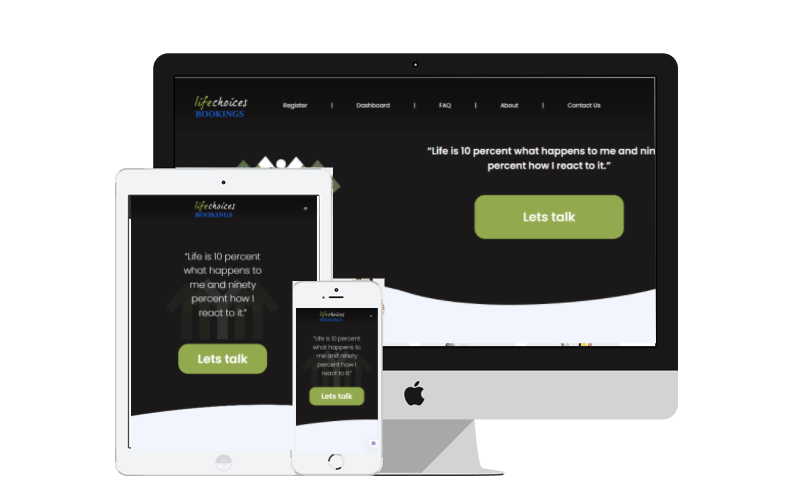 lifechoices
BOOKINGS
Register | Dashboard | FAQ | About | Contact Us
“Life is 10 percent what happens to me and nin
percent how I react to it.”
Lets talk
lifechoices
BOOKINGS
“Life is 10 percent
what happens to
me and ninety
percent how I
react to it.”
Lets talk
lifechoices
BOOKINGS
“Life is 10 percent
what happens to
me and ninety
percent how I
react to it.”
Lets talk